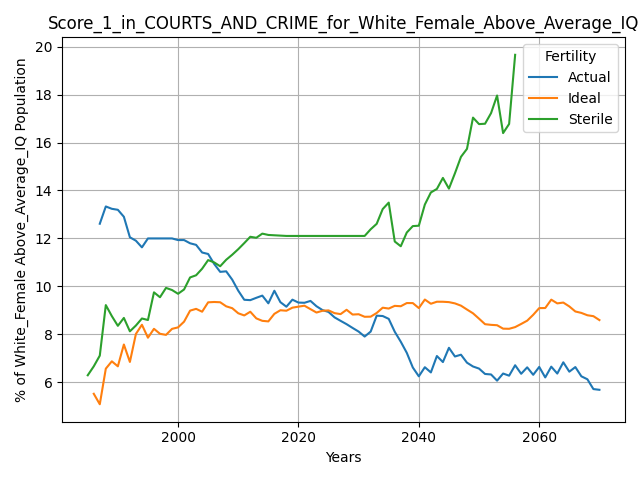 Score_1_in_COURTS_AND_CRIME_for_White_Female_Above_Average_IQ
% of White_Female Above_Average_IQ Population
20
18
16
14
12
10
8
6
Fertility
Actual
Ideal
Sterile
2000
2020
2040
2060
Years